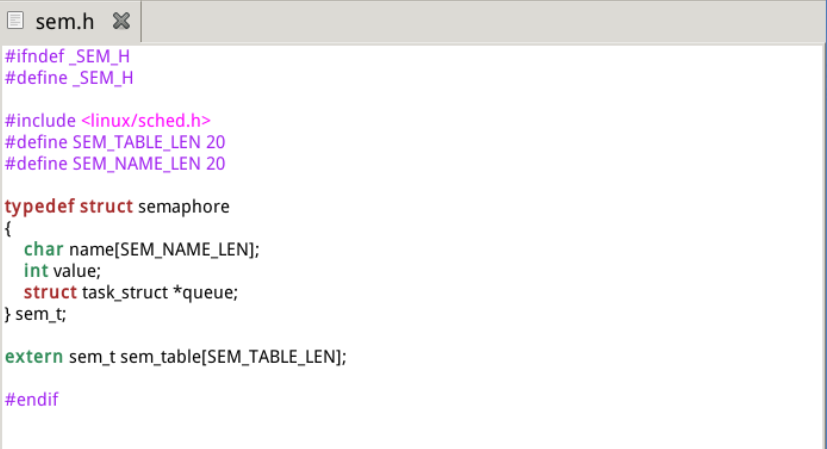 sem.h
#ifndef _SEM_H
#define _SEM_H
#include <linux/sched.h>
#define SEM_TABLE_LEN 20
#define SEM_NAME_LEN 20
typedef struct semaphore
{
char name[SEM_NAME_LEN];
int value;
struct task_struct *queue;
} sem_t;
extern sem_t sem_table[SEM_TABLE_LEN];
#endif